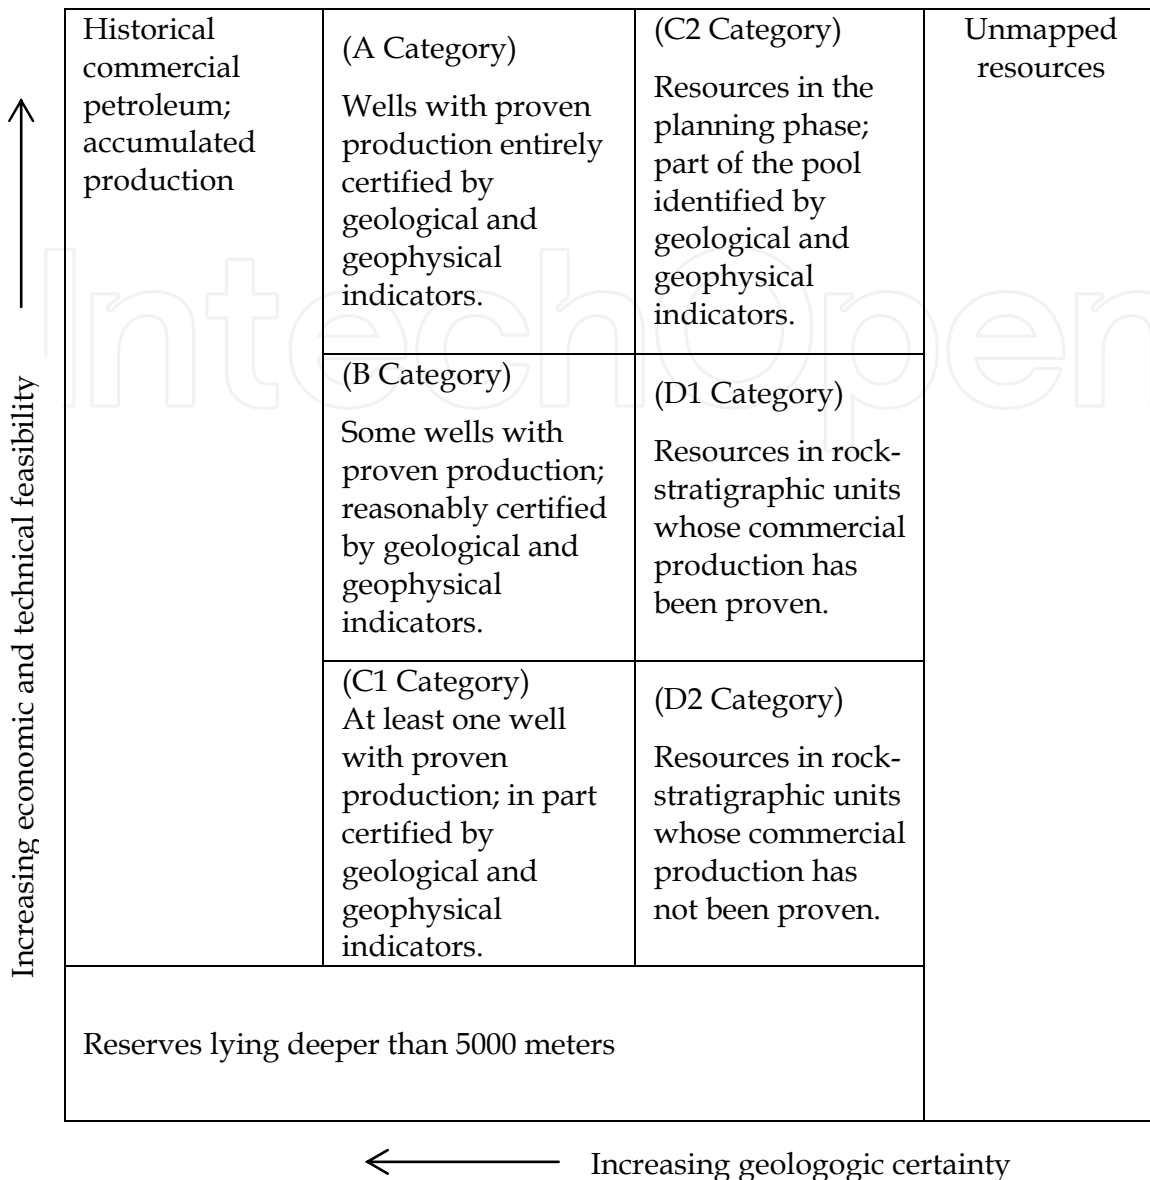 Historical
commercial
petroleum;
accumulated
production
(A Category)
Wells with proven
production entirely
certified by
geological and
geophysical
indicators.
(C2 Category)
Resources in the
planning phase;
part of the pool
identified by
geological and
geophysical
indicators.
Unmapped
resources
(B Category)
Some wells with
proven production;
reasonably certified
by geological and
geophysical
indicators.
(D1 Category)
Resources in rock-
stratigraphic units
whose commercial
production has
been proven.
(C1 Category)
At least one well
with proven
production; in part
certified by
geological and
geophysical
indicators.
(D2 Category)
Resources in rock-
stratigraphic units
whose commercial
production has
not been proven.
Reserves lying deeper than 5000 meters
Increasing economic and technical feasibility
Increasing geologogic certainty
IntechOpen